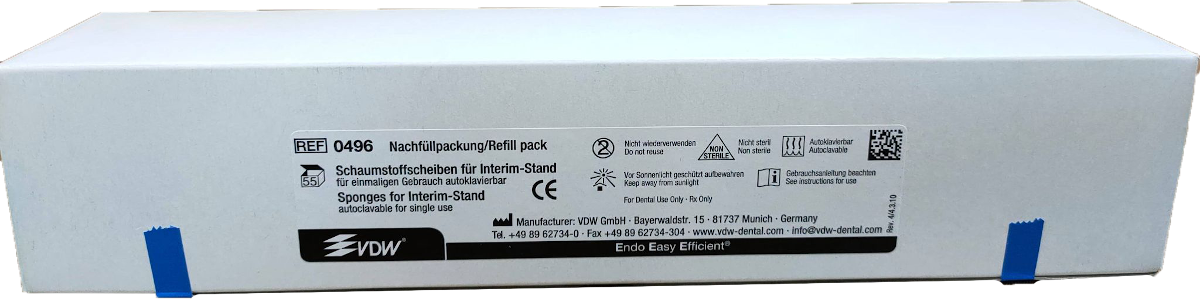 REF 0496 Nachfüllpackung/Refill pack
55
Schaumstoffscheiben für Interim-Stand
für einmaligen Gebrauch autoklavierbar
Sponges for Interim-Stand
autoclavable for single use
CE
2
Nicht wiederverwenden
Do not reuse
NON
STERILE
Nicht steril
Non sterile
Autoklavierbar
Autoclavable
Vor Sonnenlicht geschützt aufbewahren
Keep away from sunlight
i
Gebrauchsanleitung beachten
See instructions for use
For Dental Use Only · Rx Only
Manufacturer: VDW GmbH · Bayerwaldstr. 15 · 81737 Munich · Germany
Tel. +49 89 62734-0 · Fax +49 89 62734-304 · www.vdw-dental.com · info@vdw-dental.com
Rev. 4/4.3.10
VDW®
Endo Easy Efficient®